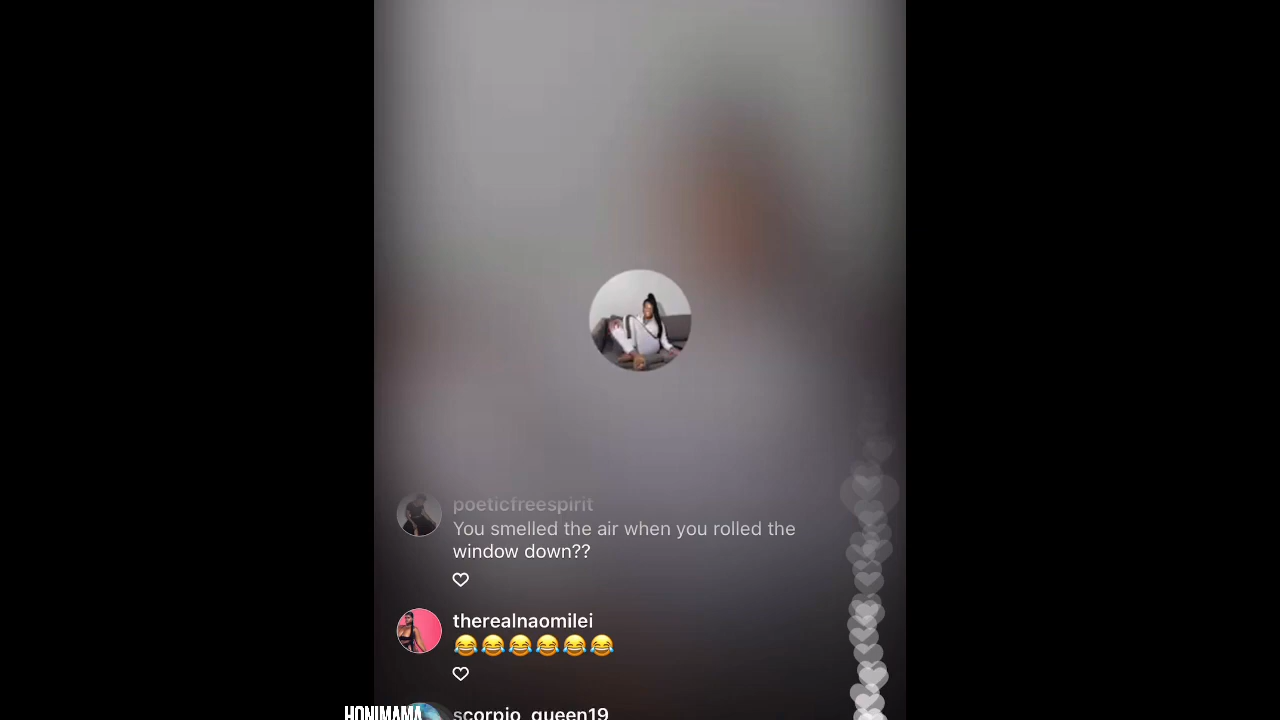 poeticfreespirit
You smelled the air when you rolled the
window down??
therealnaomilei
😂😂😂😂😂😂
HONIMAMA
scorpio_queen19